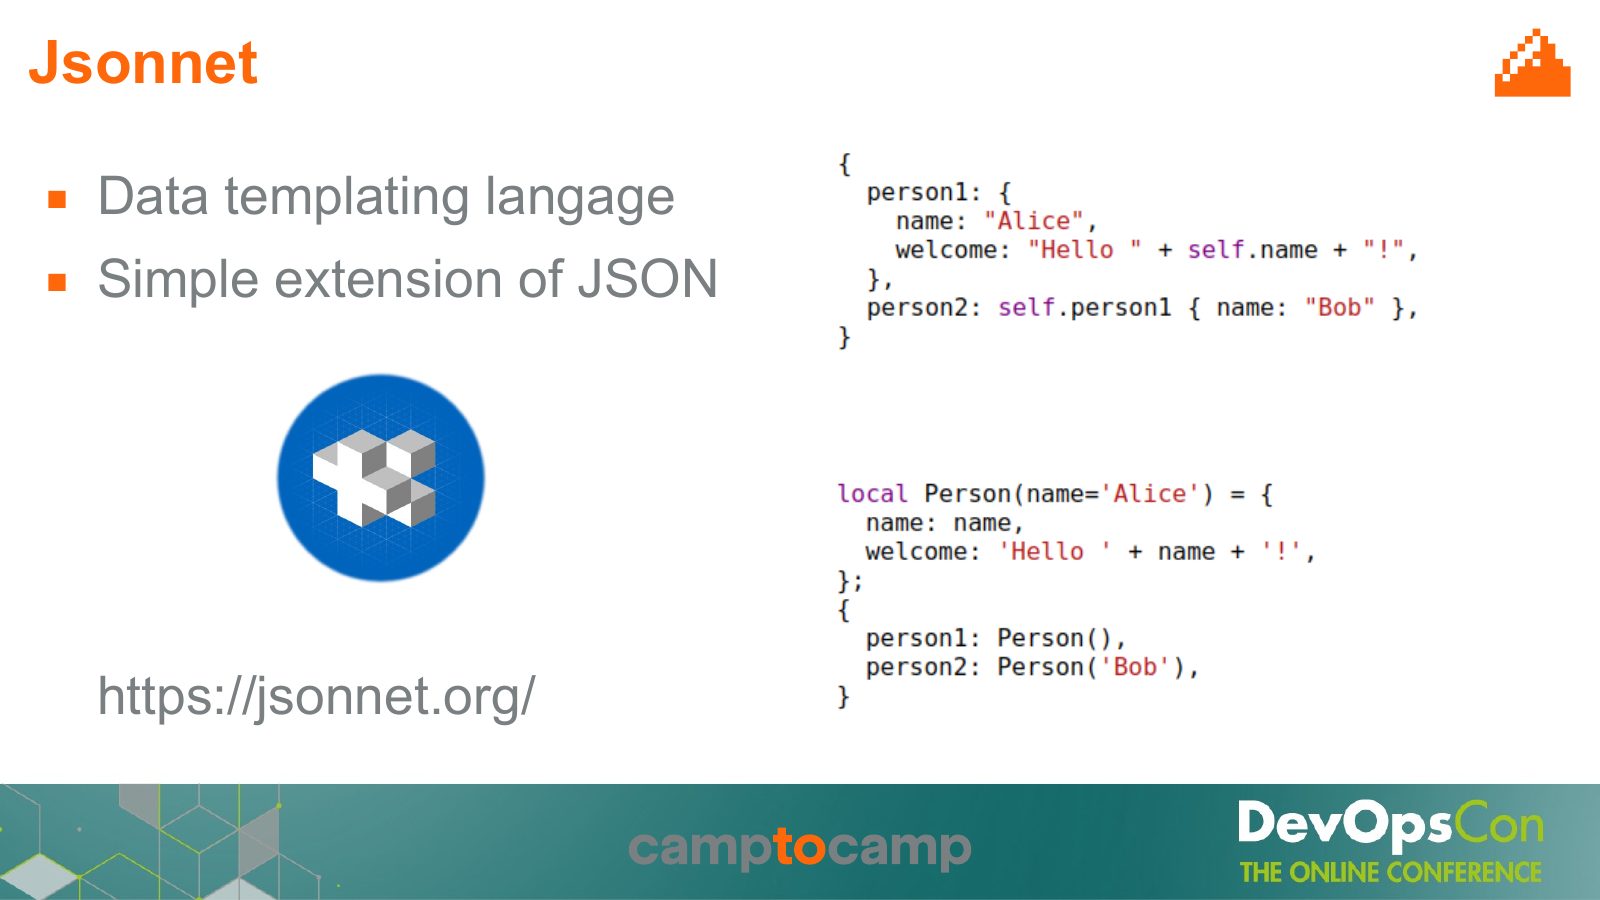 Jsonnet
Data templating langage
Simple extension of JSON
https://jsonnet.org/
{
  person1: {
    name: "Alice",
    welcome: "Hello " + self.name + "!",
  },
  person2: self.person1 { name: "Bob" },
}
local Person(name='Alice') = {
  name: name,
  welcome: 'Hello ' + name + '!',
};
{
  person1: Person(),
  person2: Person('Bob'),
}
camptocamp
DevOpsCon
THE ONLINE CONFERENCE